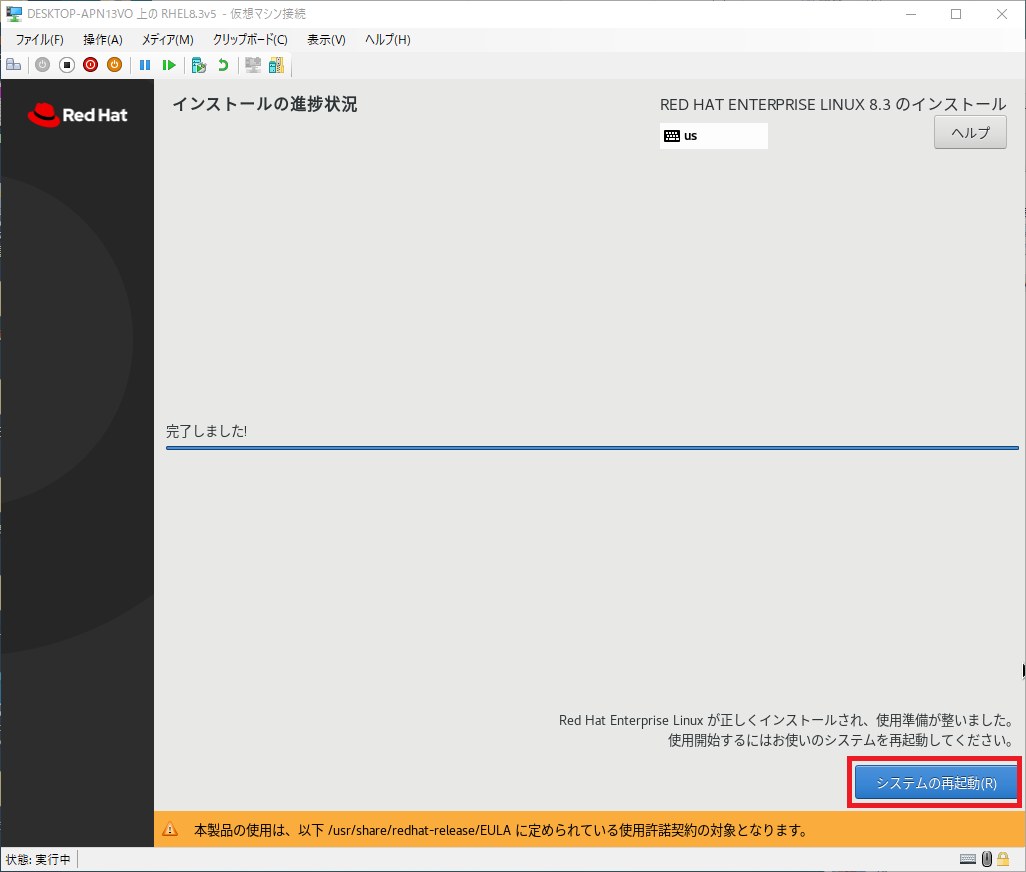 DESKTOP-APN13VO 上の RHEL8.3v5 - 仮想マシン接続
ファイル(F) 操作(A) メディア(M) クリップボード(C) 表示(V) ヘルプ(H)
Red Hat
インストールの進捗状況
RED HAT ENTERPRISE LINUX 8.3 のインストール
us
ヘルプ
完了しました!
Red Hat Enterprise Linux が正しくインストールされ、使用準備が整いました。
使用開始するにはお使いのシステムを再起動してください。
システムの再起動(R)
本製品の使用は、以下 /usr/share/redhat-release/EULA に定められている使用許諾契約の対象となります。
状態: 実行中